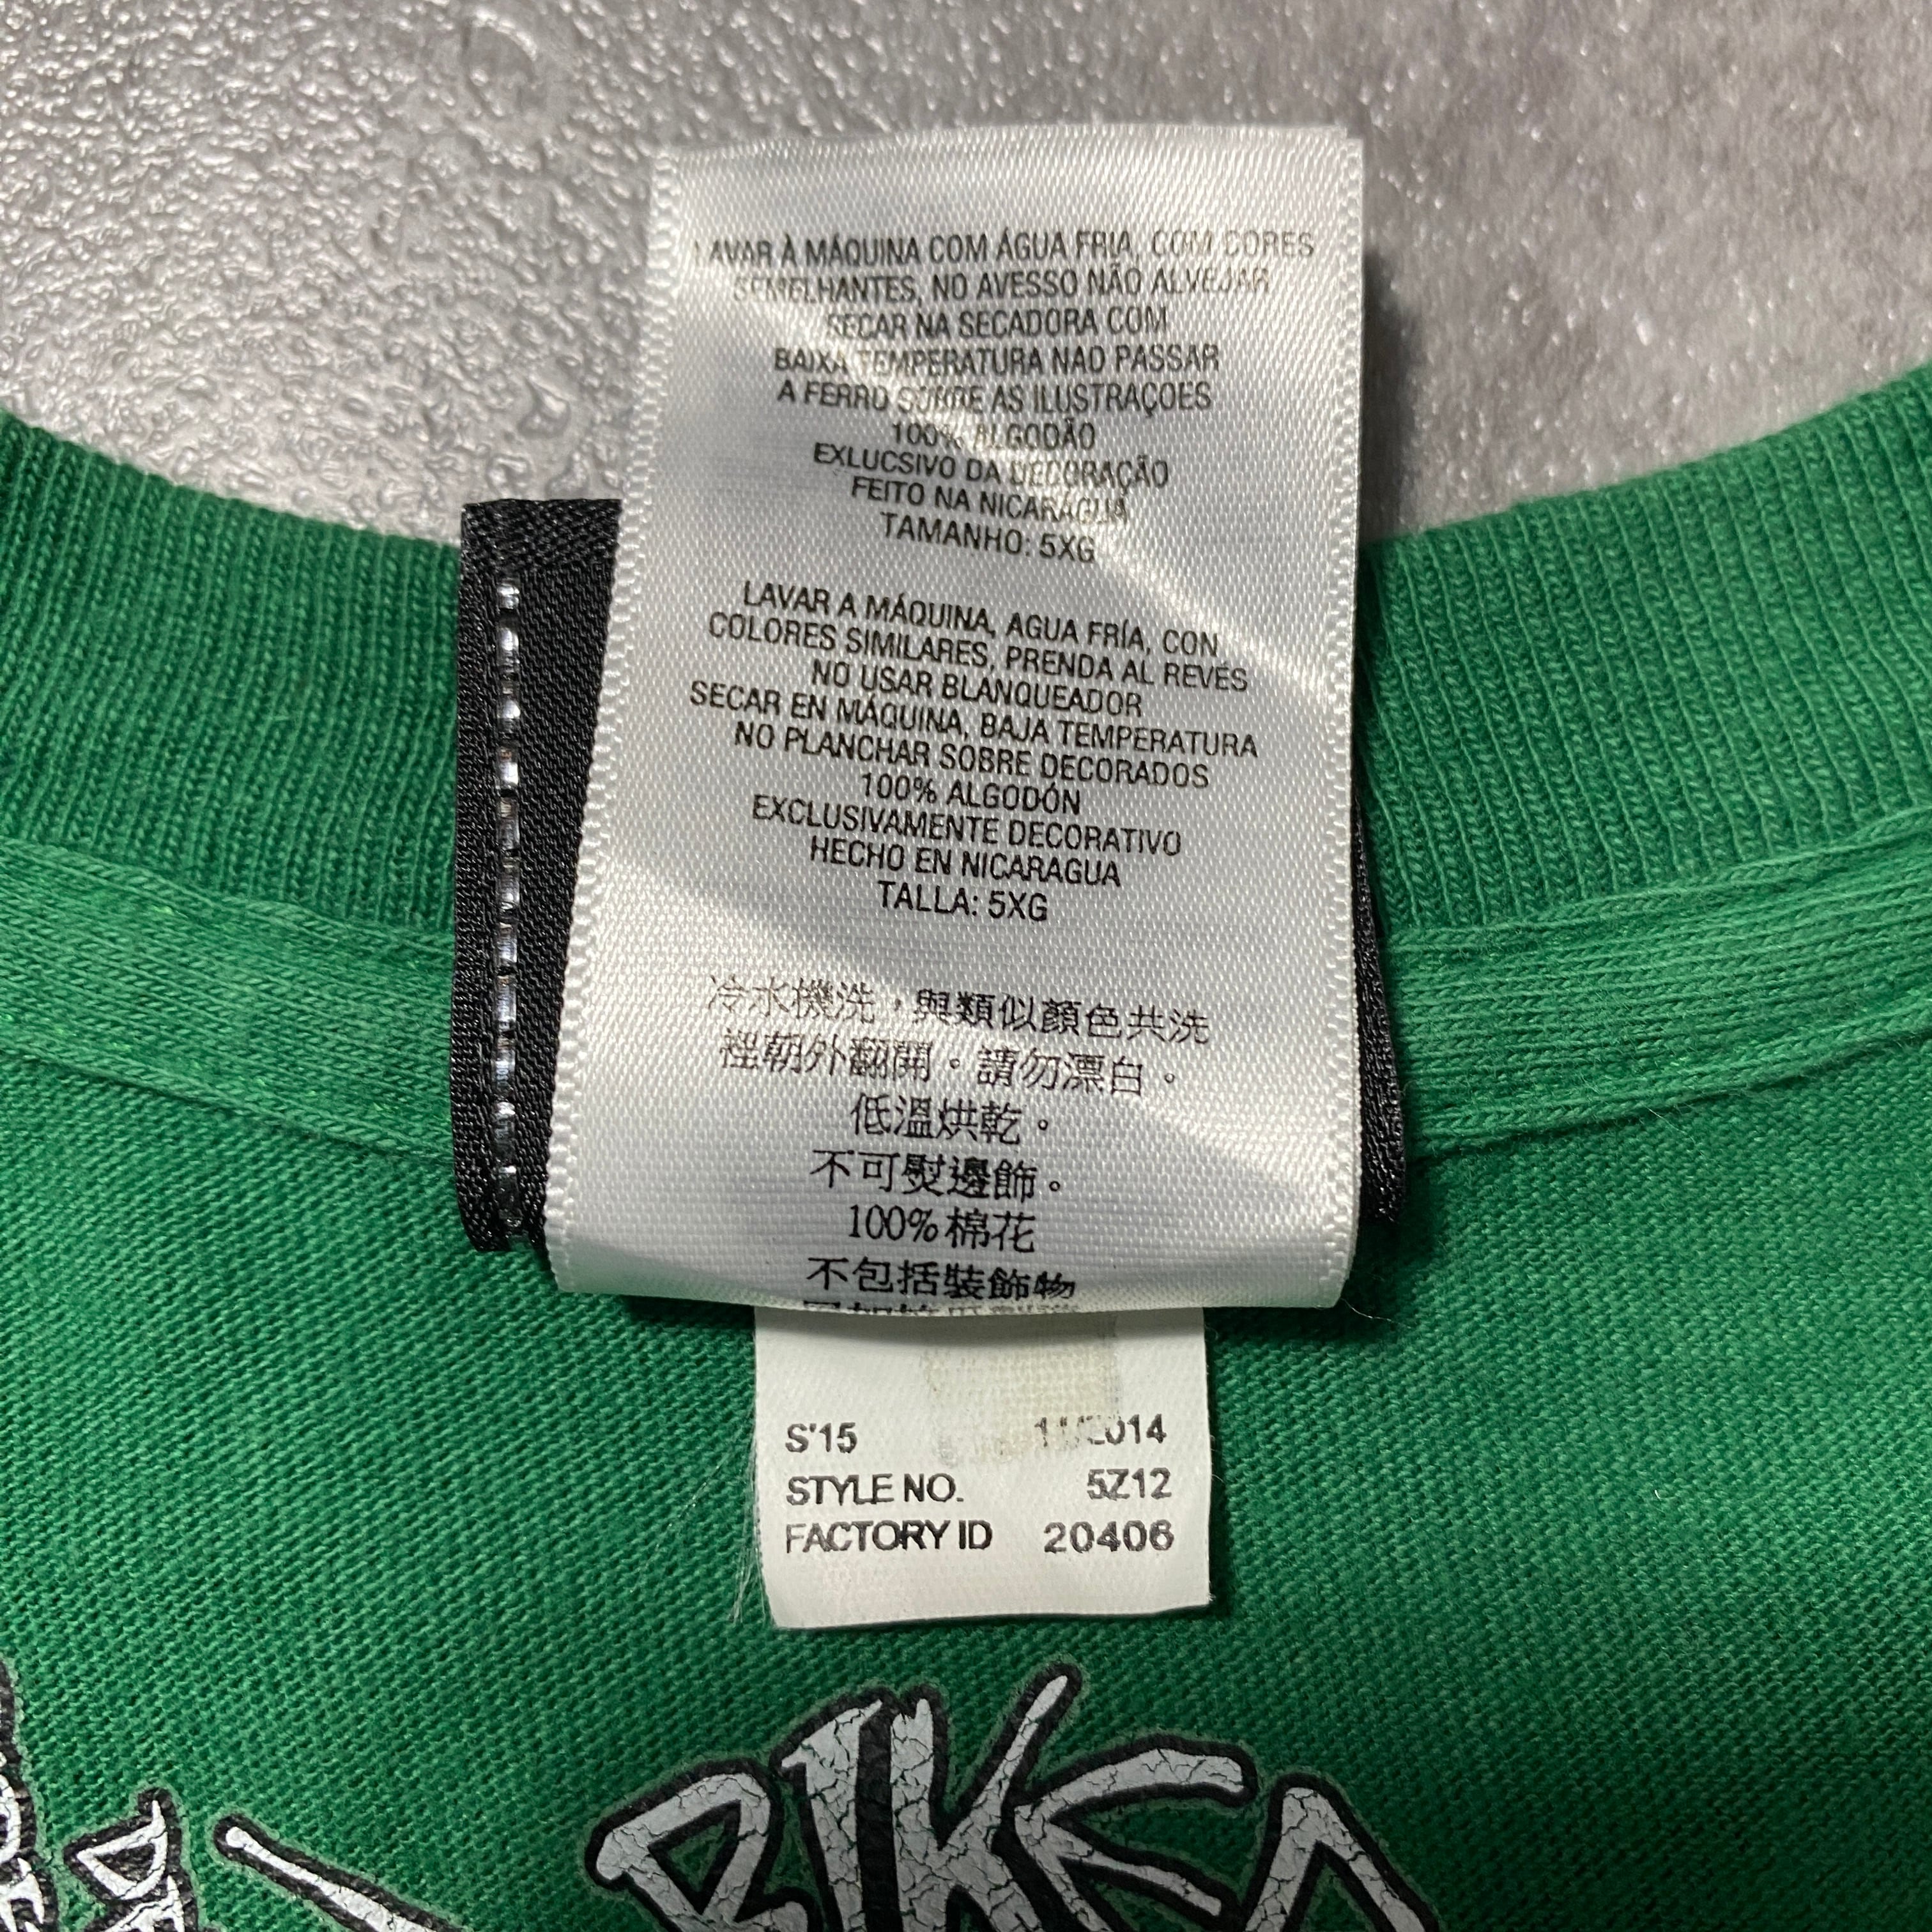 LAVAR À MÁQUINA COM ÁGUA FRIA, COM CORES
SEMELHANTES, NO AVESSO NÃO ALVEJAR
SECAR NA SECADORA COM
BAIXA TEMPERATURA NAO PASSAR
A FERRO SOBRE AS ILUSTRAÇOES
100% ALGODÃO
EXLUCSIVO DA DECORAÇÃO
FEITO NA NICARÁGUA
TAMANHO: 5XG
LAVAR A MÁQUINA, AGUA FRÍA, CON
COLORES SIMILARES, PRENDA AL REVÉS
NO USAR BLANQUEADOR
SECAR EN MÁQUINA, BAJA TEMPERATURA
NO PLANCHAR SOBRE DECORADOS
100% ALGODÓN
EXCLUSIVAMENTE DECORATIVO
HECHO EN NICARAGUA
TALLA: 5XG
冷水機洗，與類似顏色共洗
裡朝外翻開。請勿漂白。
低溫烘乾。
不可熨邊飾。
100% 棉花
不包括裝飾物
S'15 11/2014
STYLE NO. 5Z12
FACTORY ID 20406